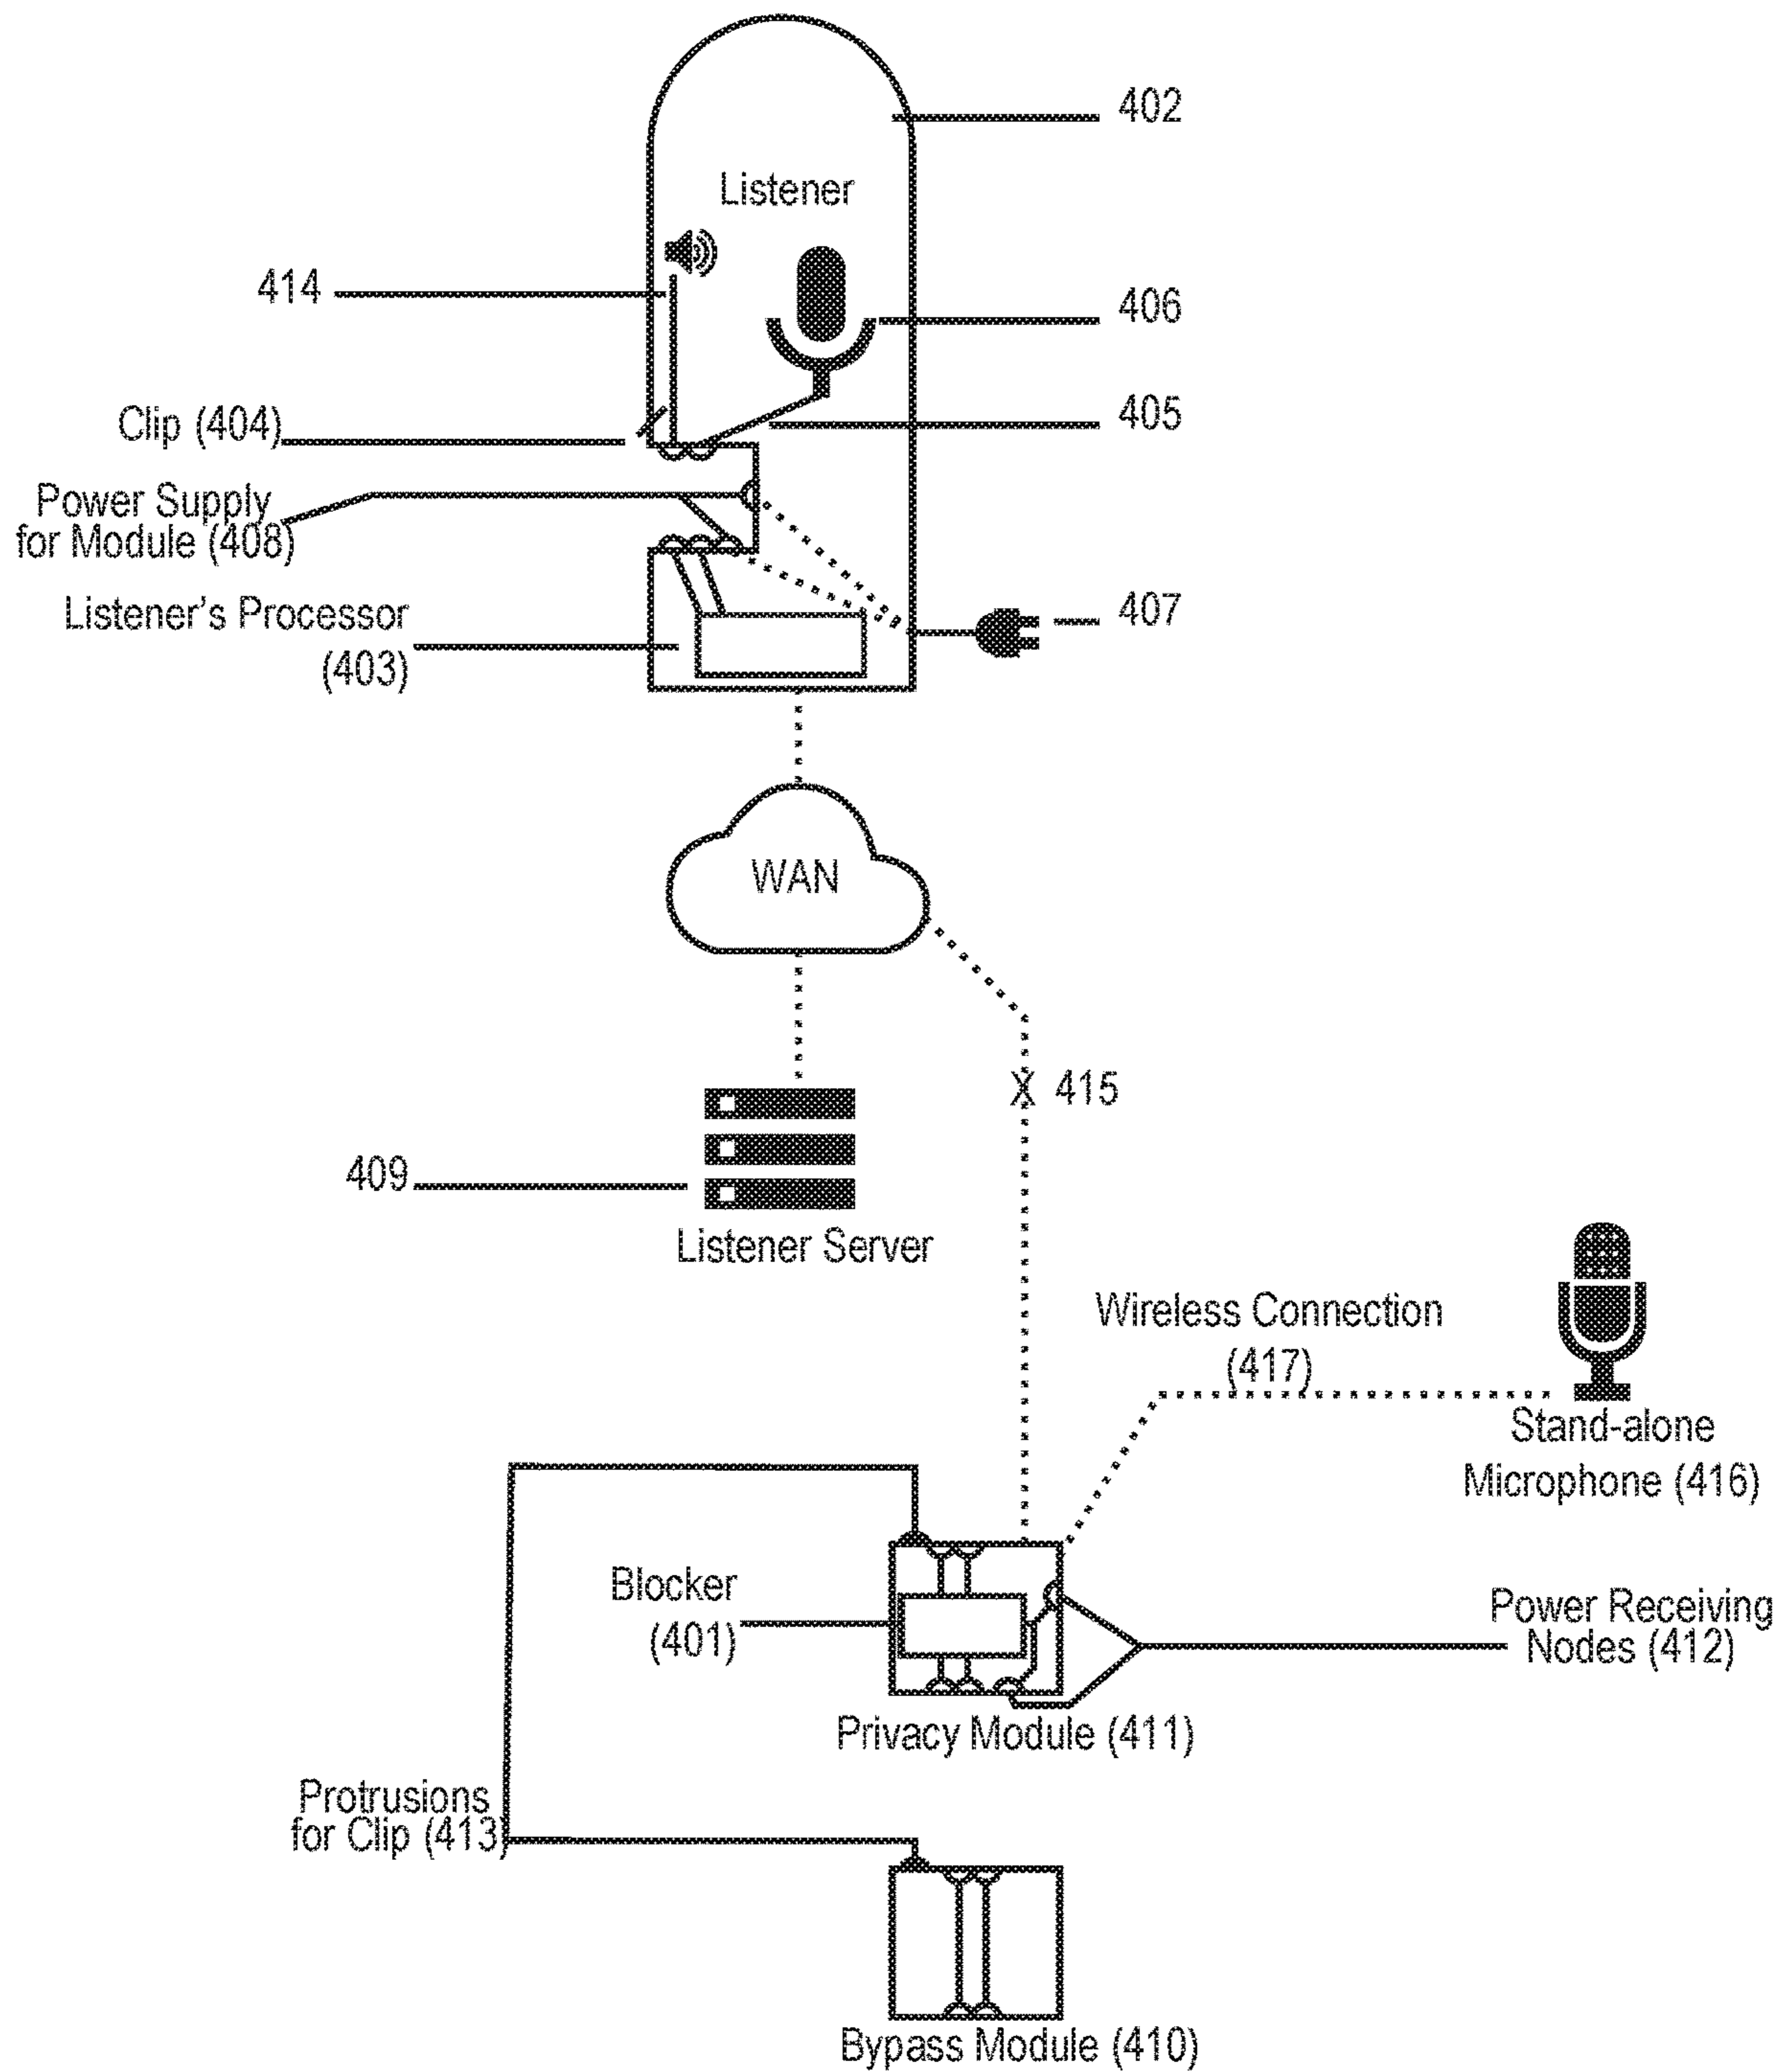 402
Listener
414
406
Clip (404)
405
Power Supply
for Module (408)
Listener's Processor
(403)
407
WAN
X 415
409
Listener Server
Wireless Connection
(417)
Stand-alone
Microphone (416)
Blocker
(401)
Power Receiving
Nodes (412)
Privacy Module (411)
Protrusions
for Clip (413)
Bypass Module (410)